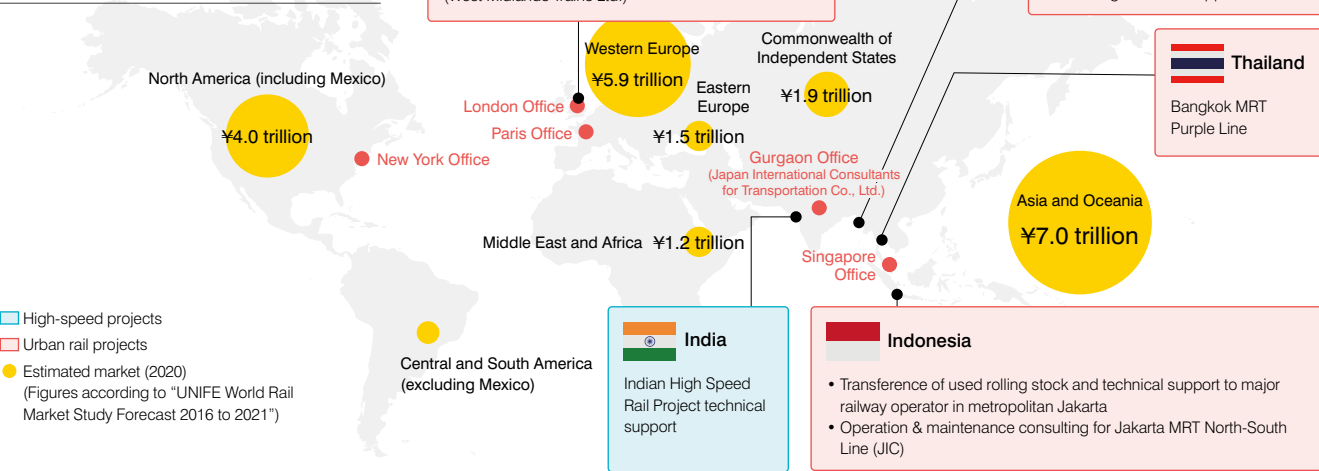 Western Europe
¥5.9 trillion
Commonwealth of
Independent States
¥1.9 trillion
Thailand
Bangkok MRT
Purple Line
North America (including Mexico)
¥4.0 trillion
Eastern
Europe
¥1.5 trillion
London Office
Paris Office
New York Office
Gurgaon Office
(Japan International Consultants
for Transportation Co., Ltd.)
Asia and Oceania
¥7.0 trillion
Middle East and Africa ¥1.2 trillion
Singapore
Office
High-speed projects
Urban rail projects
Estimated market (2020)
(Figures according to “UNIFE World Rail
Market Study Forecast 2016 to 2021”)
Central and South America
(excluding Mexico)
India
Indian High Speed
Rail Project technical
support
Indonesia
• Transference of used rolling stock and technical support to major
railway operator in metropolitan Jakarta
• Operation & maintenance consulting for Jakarta MRT North-South
Line (JIC)